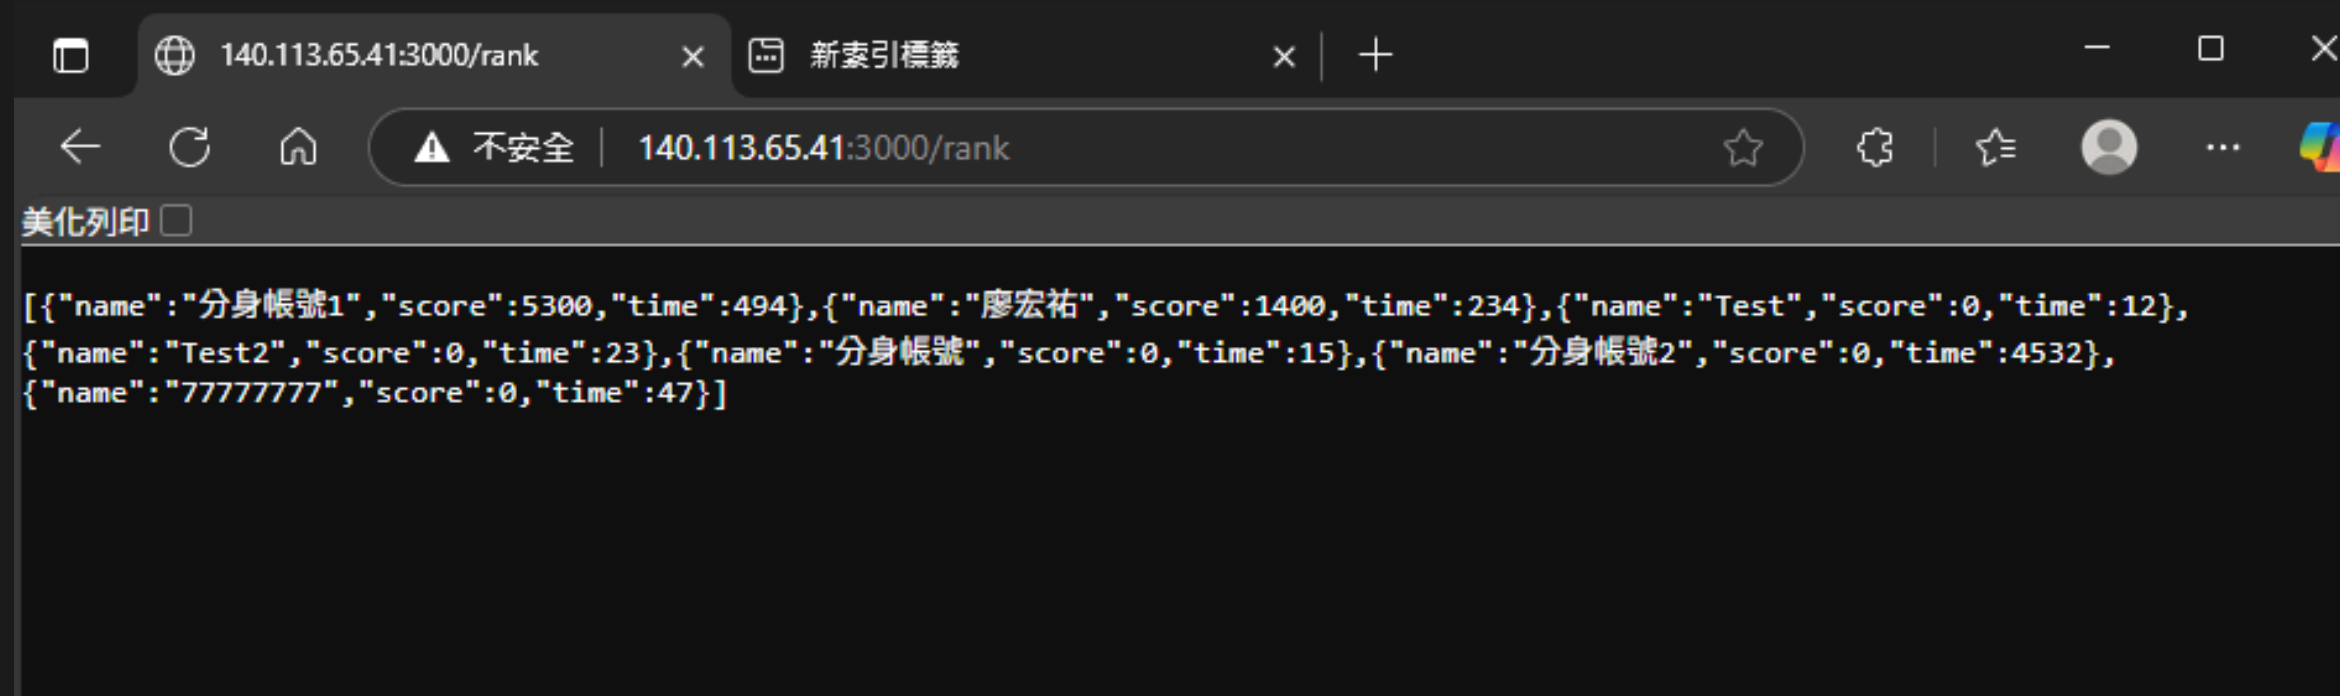 140.113.65.41:3000/rank
新索引標籤
不安全
140.113.65.41:3000/rank
美化列印
[{"name":"分身帳號1","score":5300,"time":494},{"name":"廖宏祐","score":1400,"time":234},{"name":"Test","score":0,"time":12},
{"name":"Test2","score":0,"time":23},{"name":"分身帳號","score":0,"time":15},{"name":"分身帳號2","score":0,"time":4532},
{"name":"77777777","score":0,"time":47}]